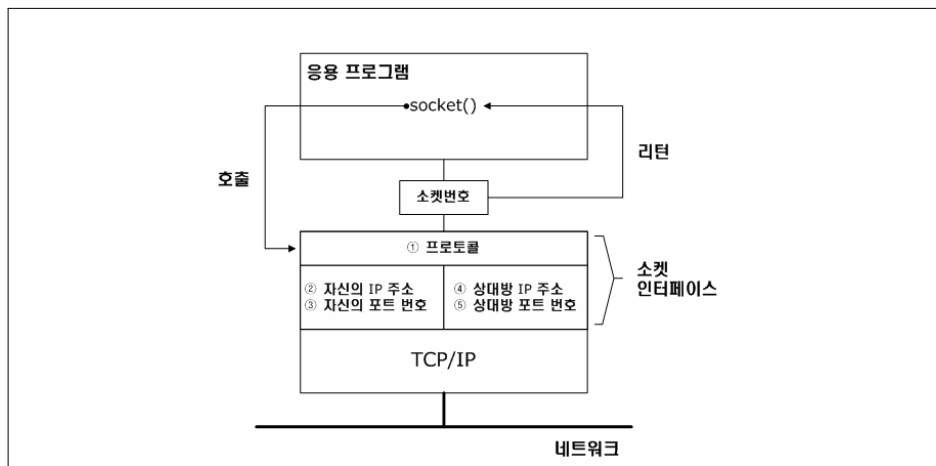 응용 프로그램
socket()
리턴
호출
소켓번호
① 프로토콜
② 자신의 IP 주소
③ 자신의 포트 번호
④ 상대방 IP 주소
⑤ 상대방 포트 번호
소켓
인터페이스
TCP/IP
네트워크